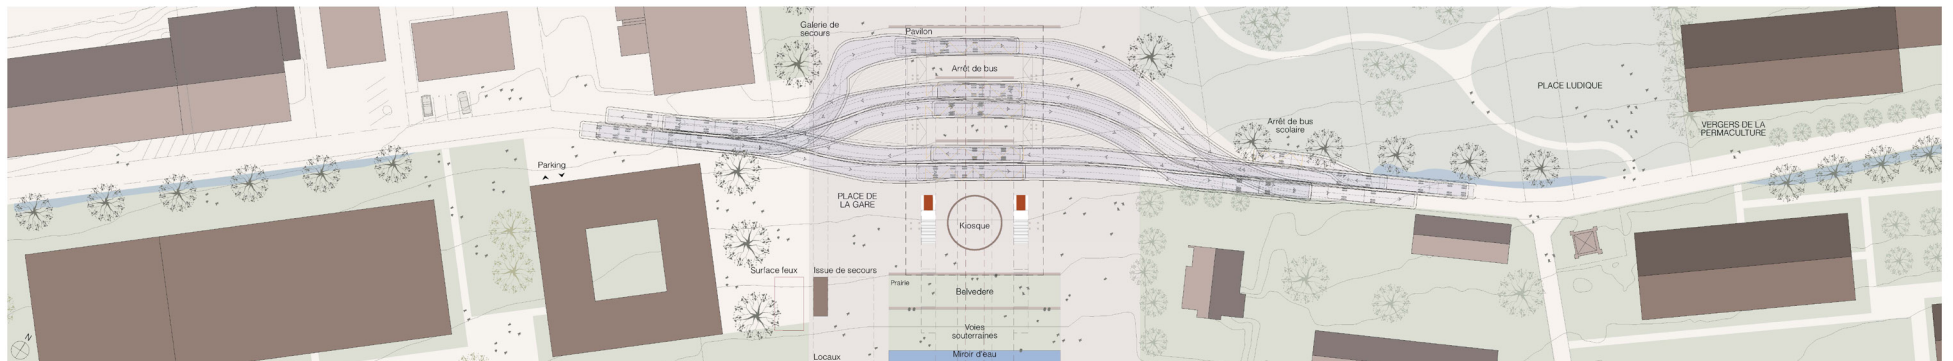 Galerie de
secours
Pavilon
Arrêt de bus
PLACE LUDIQUE
Arrêt de bus
scolaire
VERGERS DE LA
PERMACULTURE
Parking
PLACE DE
LA GARE
Kiosque
Surface feux
Issue de secours
Prairie
Belvedere
Voies
souterraines
Miroir d'eau
Locaux
N